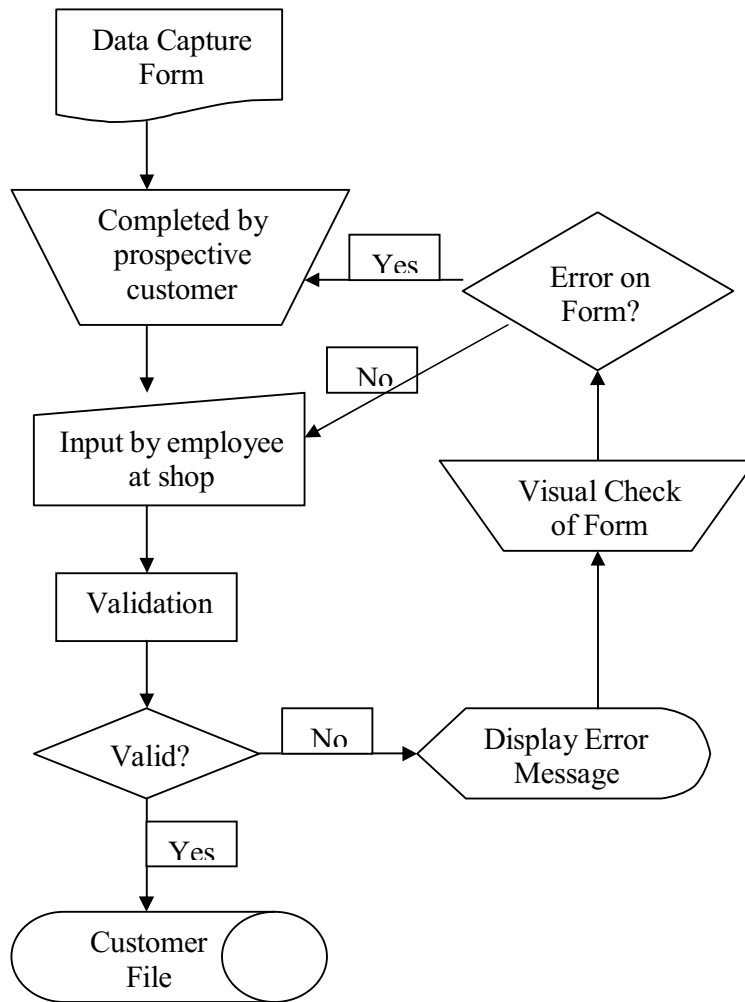 Data Capture
Form
Completed by
prospective
customer
Yes
Error on
Form?
No
Input by employee
at shop
Visual Check
of Form
Validation
Valid?
No
Display Error
Message
Yes
Customer
File